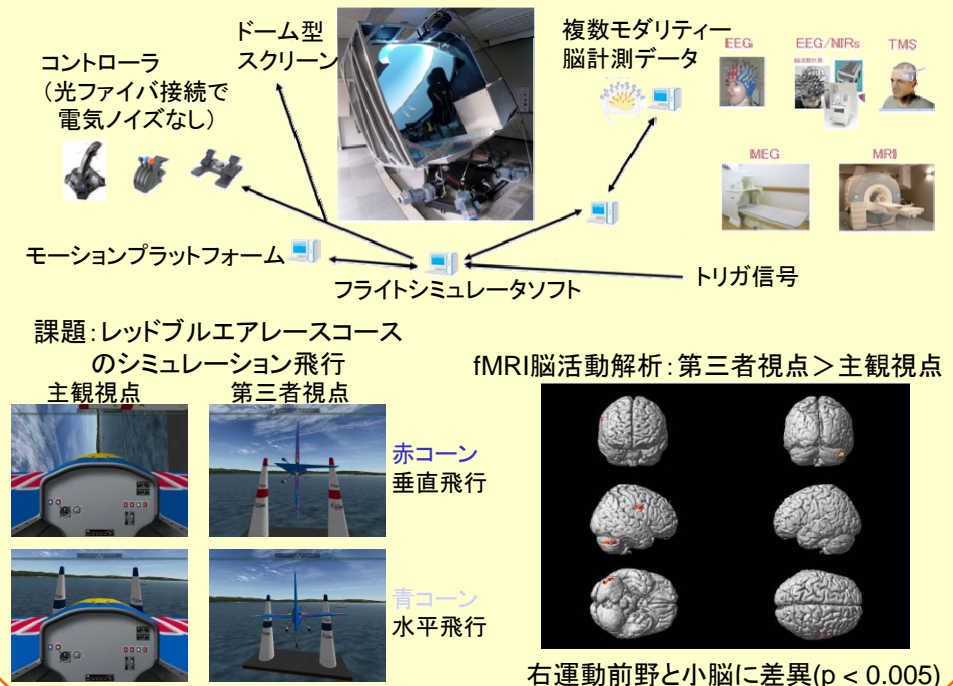 ドーム型
スクリーン
複数モダリティー
脳計測データ
EEG
EEG/NIRs
TMS
コントローラ
（光ファイバ接続で
電気ノイズなし）
MEG
MRI
モーションプラットフォーム
フライトシミュレータソフト
トリガ信号
課題：レッドブルエアレースコース
のシミュレーション飛行
主観視点
第三者視点
赤コーン
垂直飛行
青コーン
水平飛行
fMRI脳活動解析：第三者視点＞主観視点
右運動前野と小脳に差異(p < 0.005)